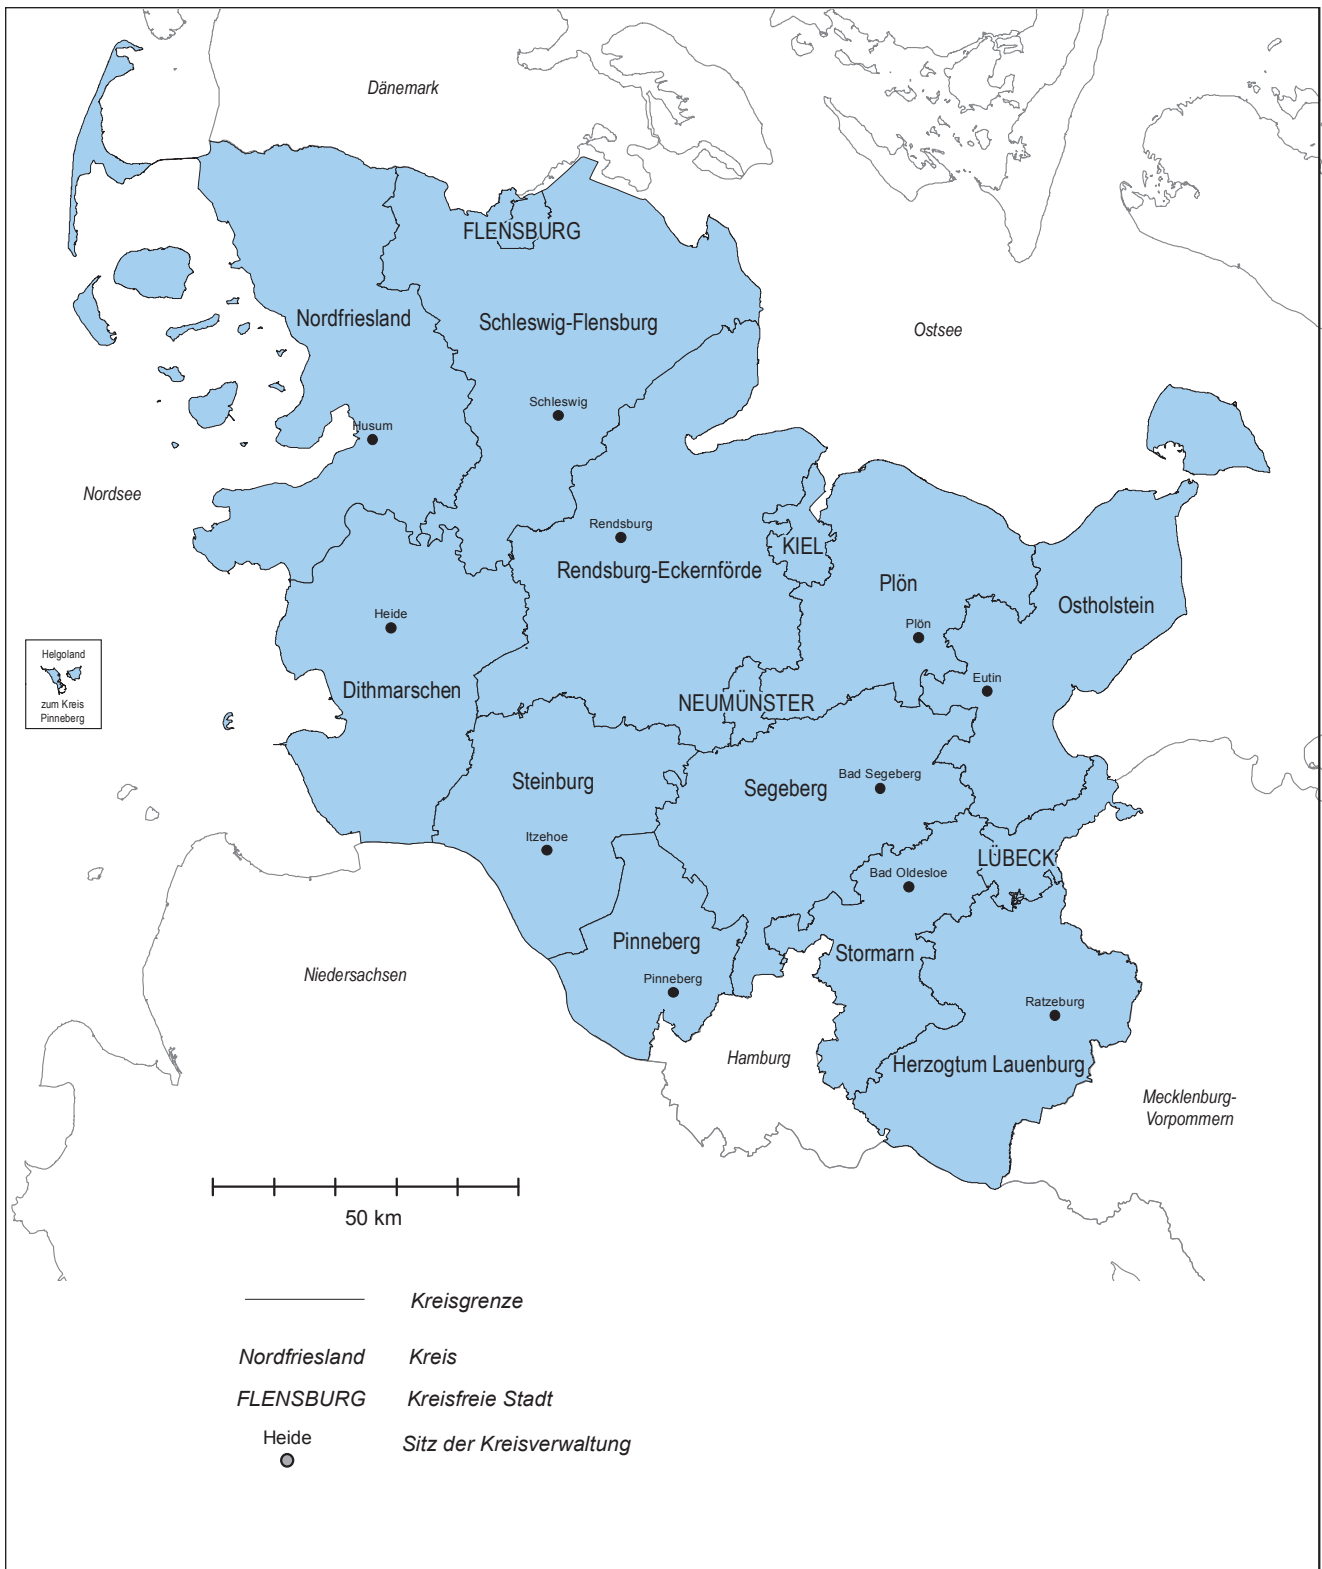 Dänemark
FLENSBURG
Nordfriesland
Schleswig-Flensburg
Ostsee
Schleswig
Husum
Nordsee
Rendsburg
KIEL
Rendsburg-Eckernförde
Plön
Ostholstein
Heide
Plön
Helgoland
zum Kreis
Pinneberg
Eutin
Dithmarschen
NEUMÜNSTER
Steinburg
Segeberg
Bad Segeberg
Itzehoe
LÜBECK
Bad Oldesloe
Pinneberg
Stormarn
Niedersachsen
Pinneberg
Ratzeburg
Hamburg
Herzogtum Lauenburg
Mecklenburg-
Vorpommern
50 km
Kreisgrenze
Nordfriesland Kreis
FLENSBURG Kreisfreie Stadt
Heide Sitz der Kreisverwaltung